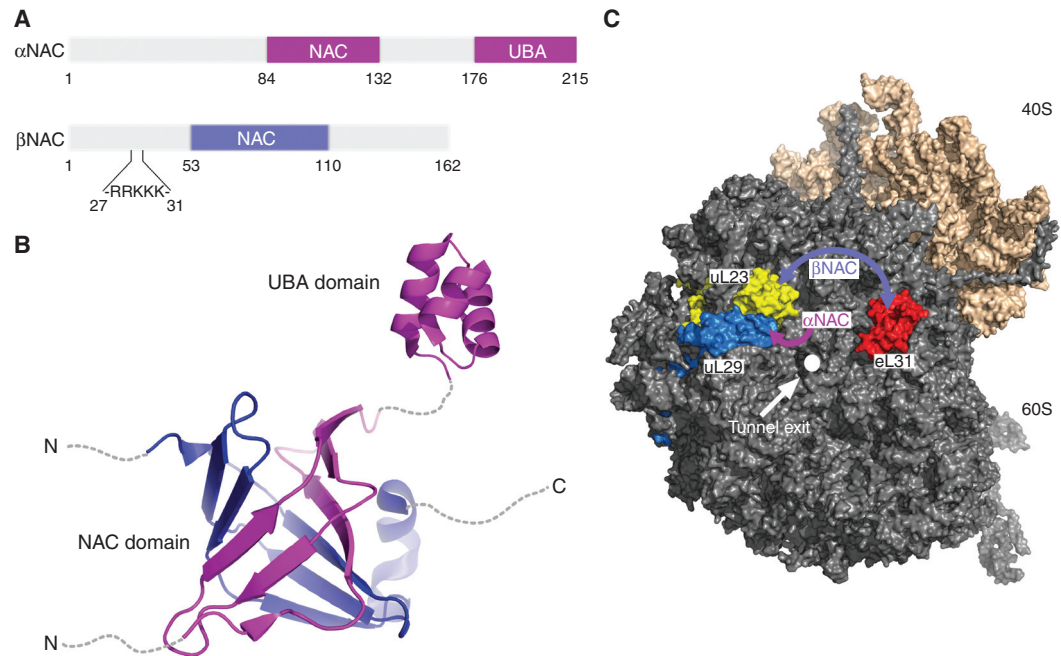 A
αNAC
NAC
UBA
1
84
132
176
215
βNAC
NAC
1
53
110
162
-RRKKK-
27
31
B
UBA domain
N
C
NAC domain
N
C
40S
uL23
βNAC
αNAC
uL29
eL31
Tunnel exit
60S